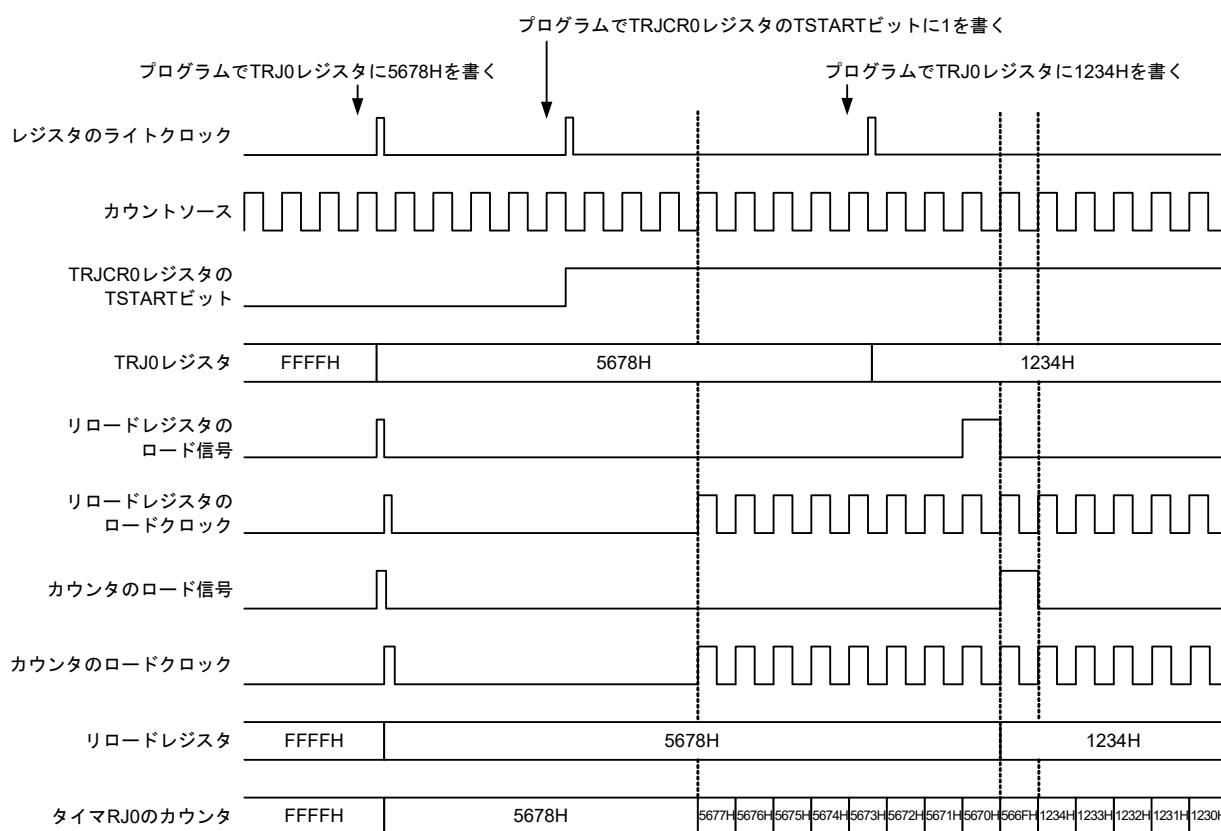 プログラムでTRJCR0レジスタのTSTARTビットに1を書く
プログラムでTRJ0レジスタに5678Hを書く
プログラムでTRJ0レジスタに1234Hを書く
レジスタのライトクロック
カウントソース
TRJCR0レジスタの
TSTARTビット
TRJ0レジスタ FFFFH 5678H 1234H
リロードレジスタの
ロード信号
リロードレジスタの
ロードクロック
カウンタのロード信号
カウンタのロードクロック
リロードレジスタ FFFFH 5678H 1234H
タイマRJ0のカウンタ FFFFH 5678H 5677H 5676H 5675H 5674H 5673H 5672H 5671H 5670H 566FH 1234H 1233H 1232H 1231H 1230H